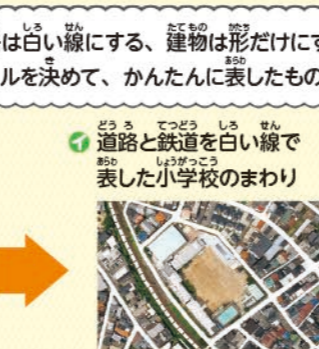 は白い線にする、建物は形だけにす
ルを決めて、かんたんに表したもの
イ 道路と鉄道を白い線で
表した小学校のまわり